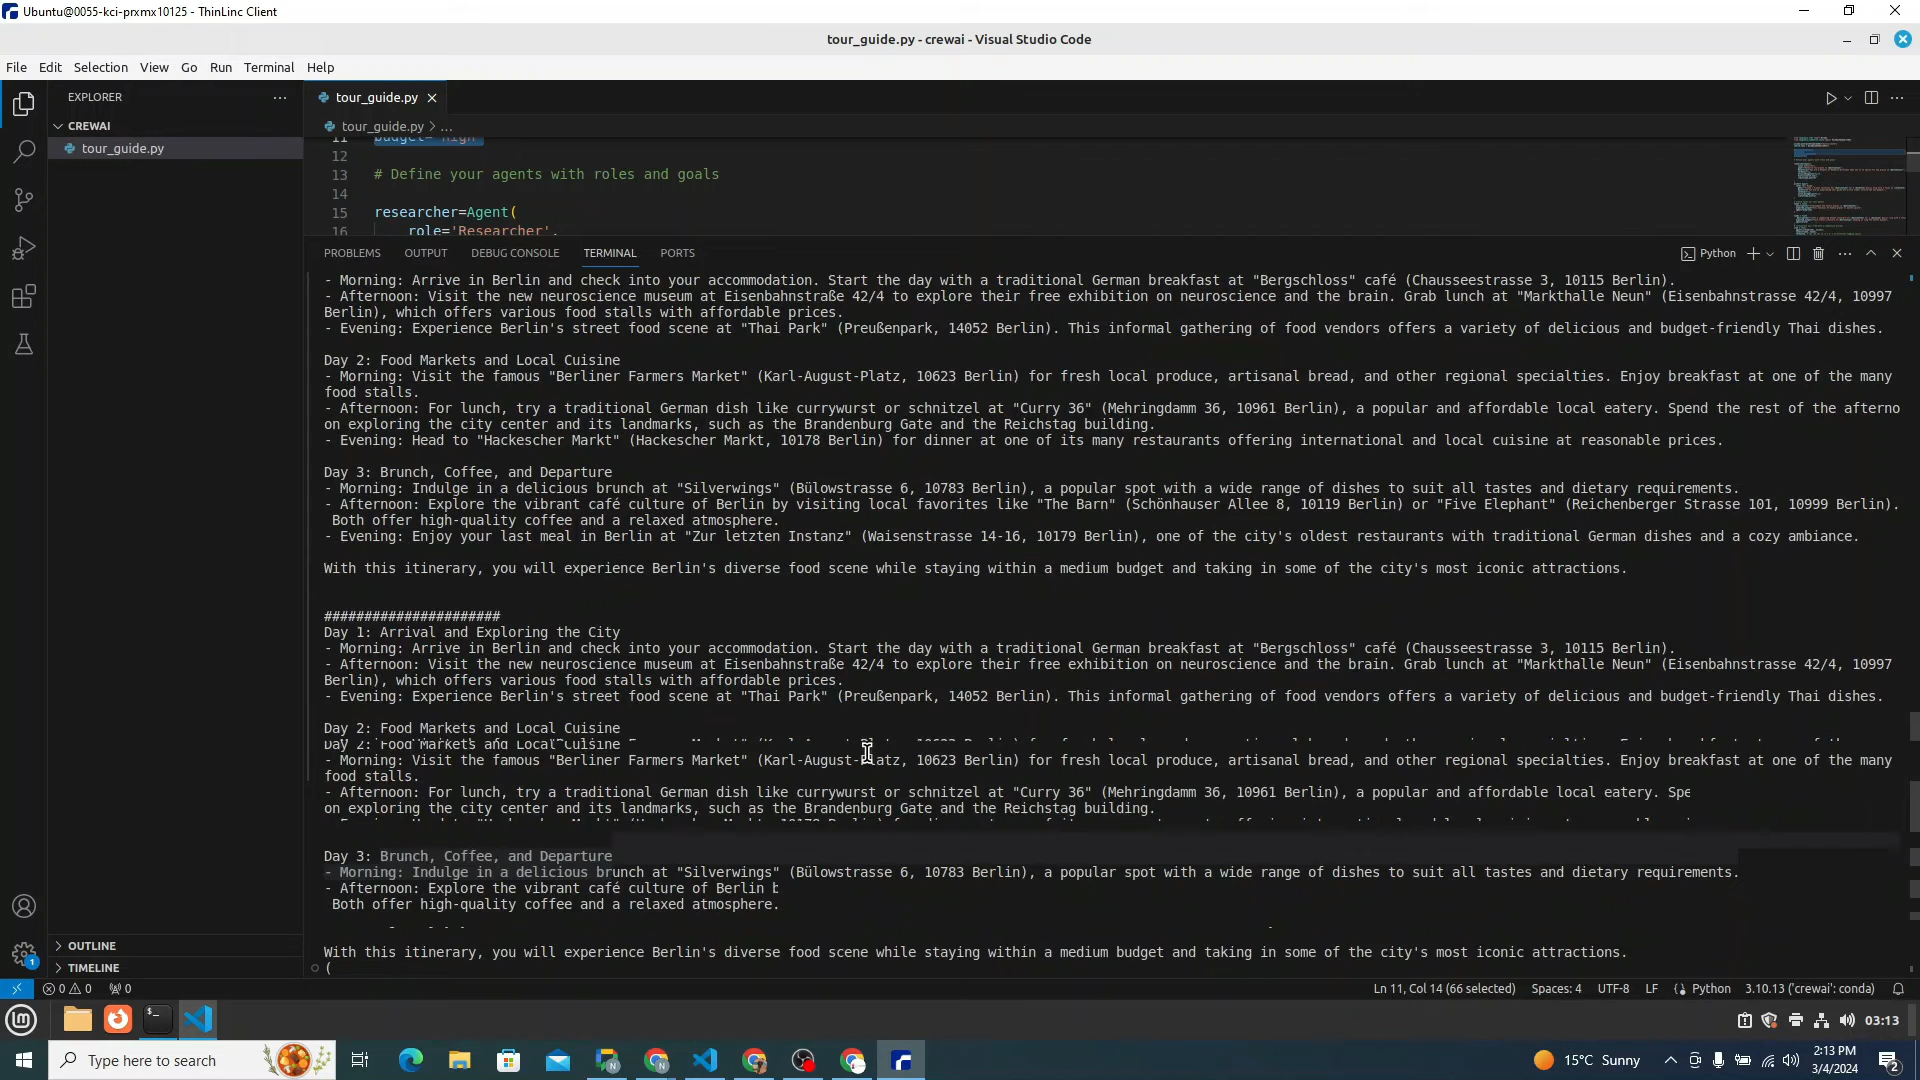 Ubuntu@0055-kci-prxmx10125 - ThinLinc Client
tour_guide.py - crewai - Visual Studio Code
File Edit Selection View Go Run Terminal Help
EXPLORER
tour_guide.py
CREWAI
tour_guide.py > ...
tour_guide.py
11 budget='high'
12
13 # Define your agents with roles and goals
14
15 researcher=Agent(
16 role='Researcher',
PROBLEMS OUTPUT DEBUG CONSOLE TERMINAL PORTS
Python
- Morning: Arrive in Berlin and check into your accommodation. Start the day with a traditional German breakfast at "Bergschloss" café (Chausseestrasse 3, 10115 Berlin).
- Afternoon: Visit the new neuroscience museum at Eisenbahnstraße 42/4 to explore their free exhibition on neuroscience and the brain. Grab lunch at "Markthalle Neun" (Eisenbahnstrasse 42/4, 10997
Berlin), which offers various food stalls with affordable prices.
- Evening: Experience Berlin's street food scene at "Thai Park" (Preußenpark, 14052 Berlin). This informal gathering of food vendors offers a variety of delicious and budget-friendly Thai dishes.
Day 2: Food Markets and Local Cuisine
- Morning: Visit the famous "Berliner Farmers Market" (Karl-August-Platz, 10623 Berlin) for fresh local produce, artisanal bread, and other regional specialties. Enjoy breakfast at one of the many
food stalls.
- Afternoon: For lunch, try a traditional German dish like currywurst or schnitzel at "Curry 36" (Mehringdamm 36, 10961 Berlin), a popular and affordable local eatery. Spend the rest of the afterno
on exploring the city center and its landmarks, such as the Brandenburg Gate and the Reichstag building.
- Evening: Head to "Hackescher Markt" (Hackescher Markt, 10178 Berlin) for dinner at one of its many restaurants offering international and local cuisine at reasonable prices.
Day 3: Brunch, Coffee, and Departure
- Morning: Indulge in a delicious brunch at "Silverwings" (Bülowstrasse 6, 10783 Berlin), a popular spot with a wide range of dishes to suit all tastes and dietary requirements.
- Afternoon: Explore the vibrant café culture of Berlin by visiting local favorites like "The Barn" (Schönhauser Allee 8, 10119 Berlin) or "Five Elephant" (Reichenberger Strasse 101, 10999 Berlin).
Both offer high-quality coffee and a relaxed atmosphere.
- Evening: Enjoy your last meal in Berlin at "Zur letzten Instanz" (Waisenstrasse 14-16, 10179 Berlin), one of the city's oldest restaurants with traditional German dishes and a cozy ambiance.
With this itinerary, you will experience Berlin's diverse food scene while staying within a medium budget and taking in some of the city's most iconic attractions.
######################
Day 1: Arrival and Exploring the City
- Morning: Arrive in Berlin and check into your accommodation. Start the day with a traditional German breakfast at "Bergschloss" café (Chausseestrasse 3, 10115 Berlin).
- Afternoon: Visit the new neuroscience museum at Eisenbahnstraße 42/4 to explore their free exhibition on neuroscience and the brain. Grab lunch at "Markthalle Neun" (Eisenbahnstrasse 42/4, 10997
Berlin), which offers various food stalls with affordable prices.
- Evening: Experience Berlin's street food scene at "Thai Park" (Preußenpark, 14052 Berlin). This informal gathering of food vendors offers a variety of delicious and budget-friendly Thai dishes.
Day 2: Food Markets and Local Cuisine
Day 2: Food Markets and Local Cuisine
- Morning: Visit the famous "Berliner Farmers Market" (Karl-August-Platz, 10623 Berlin) for fresh local produce, artisanal bread, and other regional specialties. Enjoy breakfast at one of the many
food stalls.
- Afternoon: For lunch, try a traditional German dish like currywurst or schnitzel at "Curry 36" (Mehringdamm 36, 10961 Berlin), a popular and affordable local eatery. Spe
on exploring the city center and its landmarks, such as the Brandenburg Gate and the Reichstag building.
Day 3: Brunch, Coffee, and Departure
- Morning: Indulge in a delicious brunch at "Silverwings" (Bülowstrasse 6, 10783 Berlin), a popular spot with a wide range of dishes to suit all tastes and dietary requirements.
- Afternoon: Explore the vibrant café culture of Berlin b
Both offer high-quality coffee and a relaxed atmosphere.
With this itinerary, you will experience Berlin's diverse food scene while staying within a medium budget and taking in some of the city's most iconic attractions.
(
OUTLINE
TIMELINE
0 0 0 Ln 11, Col 14 (66 selected) Spaces: 4 UTF-8 LF Python 3.10.13 ('crewai': conda)
03:13
Type here to search
15°C Sunny
2:13 PM
3/4/2024
2